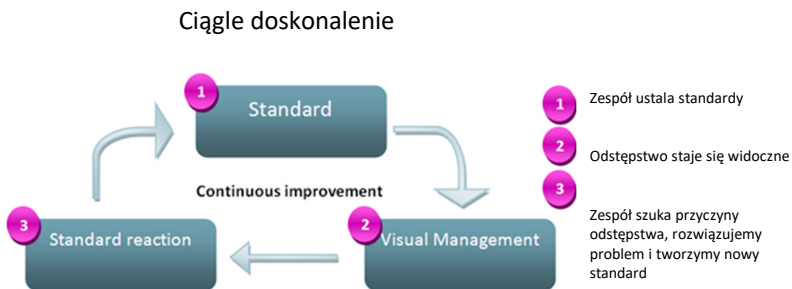 Ciągle doskonalenie
1
Standard
Continuous improvement
3
Standard reaction
2
Visual Management
1
Zespół ustala standardy
2
Odstępstwo staje się widoczne
3
Zespół szuka przyczyny
odstępstwa, rozwiązujemy
problem i tworzymy nowy
standard